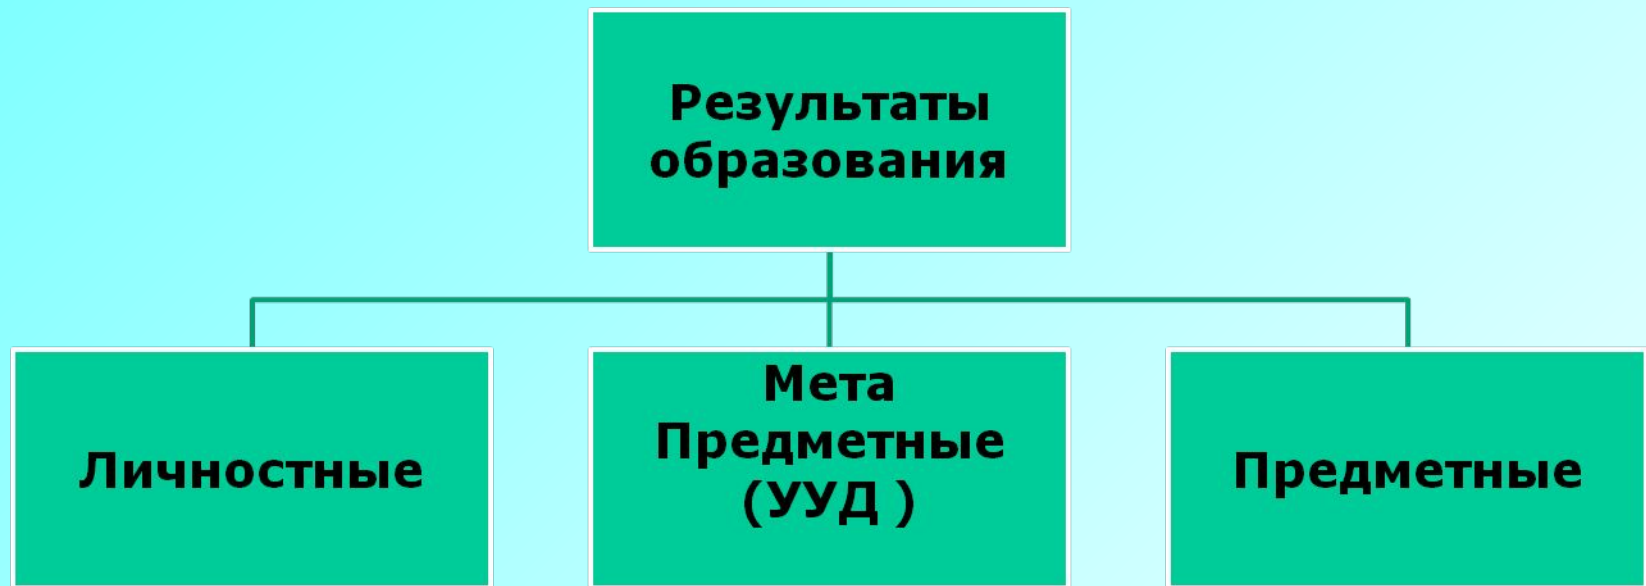 Результаты
образования
Личностные
Мета
Предметные
(УУД )
Предметные